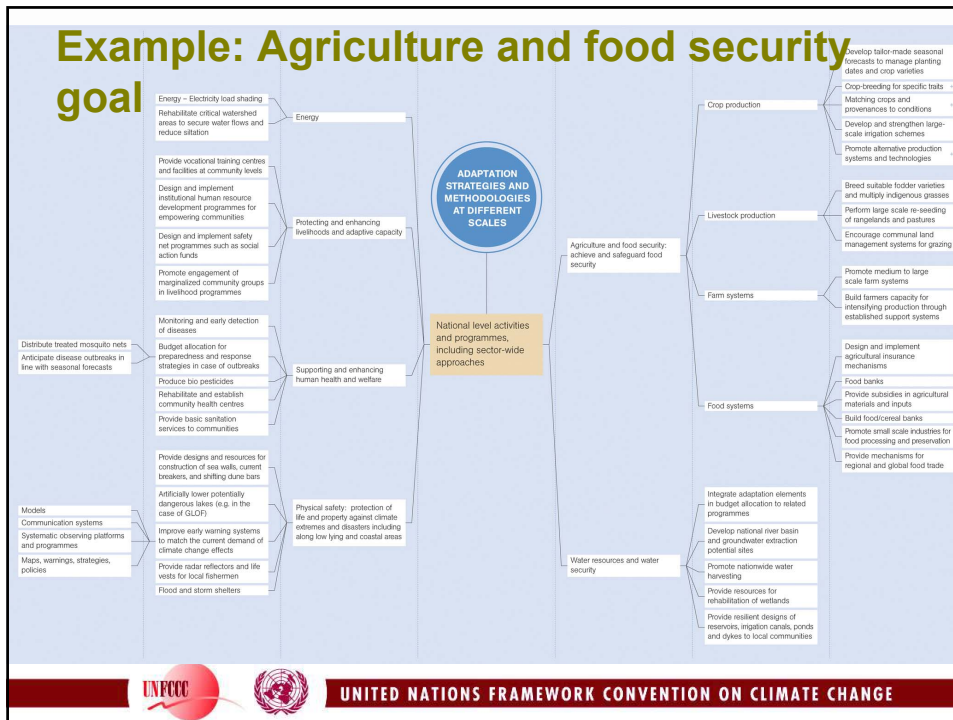 Example: Agriculture and food security
goal
Energy – Electricity load shading
Rehabilitate critical watershed
areas to secure water flows and
reduce siltation
Energy
Provide vocational training centres
and facilities at community levels
Design and implement
institutional human resource
development programmes for
empowering communities
Design and implement safety
net programs such as social
action funds
Promote engagement of
marginalized community groups
in livelihood programmes
Protecting and enhancing
livelihoods and adaptive capacity
Distribute treated mosquito nets
Anticipate disease outbreaks in
line with seasonal forecasts
Monitoring and early detection
of diseases
Budget allocation for
preparedness and response
strategies in case of outbreaks
Produce bio pesticides
Rehabilitate and establish
community health centres
Provide basic sanitation
services to communities
Supporting and enhancing
human health and welfare
Models
Communication systems
Systematic observing platforms
and programmes
Maps, warnings, strategies,
policies
Provide designs and resources for
construction of sea walls, current
breakers, and shifting dune bars
Artificially lower potentially
dangerous lakes (e.g. in the
case of GLOF)
Improve early warning systems
to match the current demand of
climate change effects
Provide radar reflectors and life
vests for local fishermen
Flood and storm shelters
Physical safety: protection of
life and property against climate
extremes and disasters including
along low lying and coastal areas
ADAPTATION
STRATEGIES AND
METHODOLOGIES
AT DIFFERENT
SCALES
National level activities
and programmes,
including sector-wide
approaches
Agriculture and food security:
achieve and safeguard food
security
Crop production
Develop tailor-made seasonal
forecasts to manage planting
dates and crop varieties
Crop-breeding for specific traits
Matching crops and
provenances to conditions
Develop and strengthen large-
scale irrigation schemes
Promote alternative production
systems and technologies
Livestock production
Breed suitable fodder varieties
and multiply indigenous grasses
Perform large scale re-seeding
of rangelands and pastures
Encourage communal land
management systems for grazing
Farm systems
Promote medium to large
scale farm systems
Build farmers capacity for
intensifying production through
established support systems
Food systems
Design and implement
agricultural insurance
mechanisms
Food banks
Provide subsidies in agricultural
materials and inputs
Build food/cereal banks
Promote small scale industries for
food processing and preservation
Provide mechanisms for
regional and global food trade
Water resources and water
security
Integrate adaptation elements
in budget allocation to related
programmes
Develop national river basin
and groundwater extraction
potential sites
Promote nationwide water
harvesting
Provide resources for
rehabilitation of wetlands
Provide resilient designs of
reservoirs, irrigation canals, ponds
and dykes to local communities
UNFCCC
UNITED NATIONS FRAMEWORK CONVENTION ON CLIMATE CHANGE